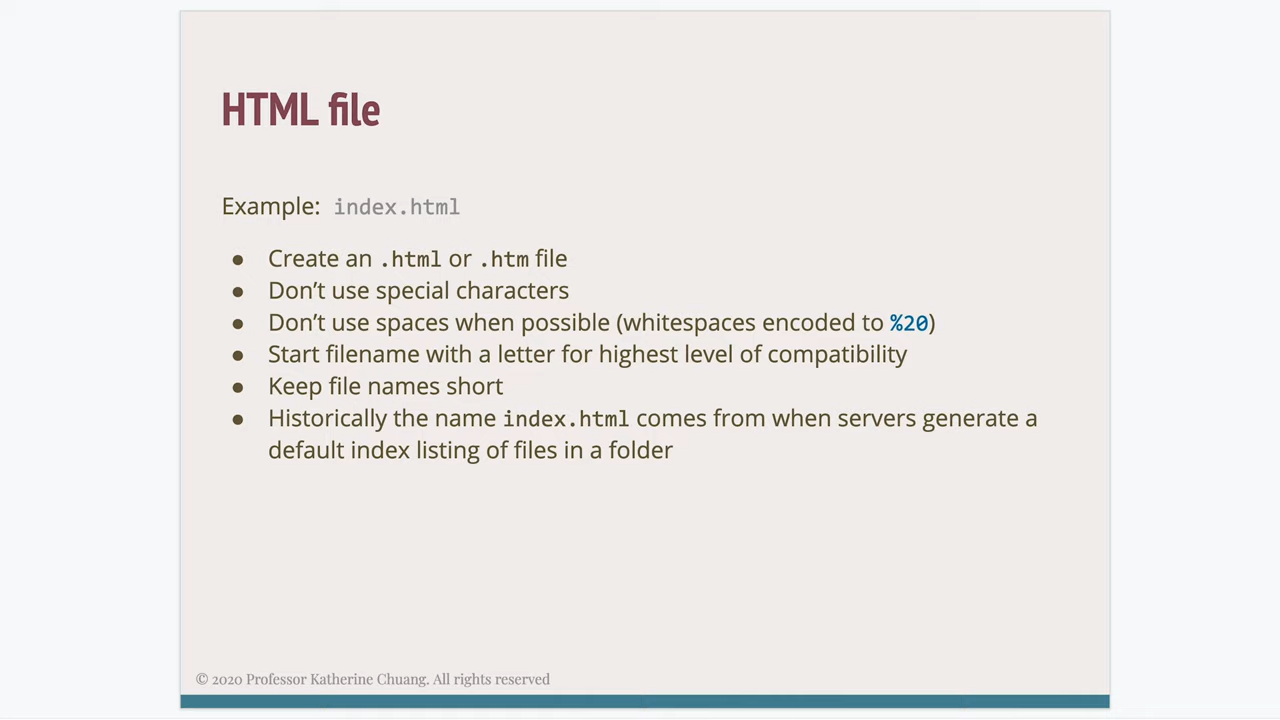 HTML file
Example: index.html
● Create an .html or .htm file
● Don’t use special characters
● Don’t use spaces when possible (whitespaces encoded to %20)
● Start filename with a letter for highest level of compatibility
● Keep file names short
● Historically the name index.html comes from when servers generate a
default index listing of files in a folder
© 2020 Professor Katherine Chuang. All rights reserved